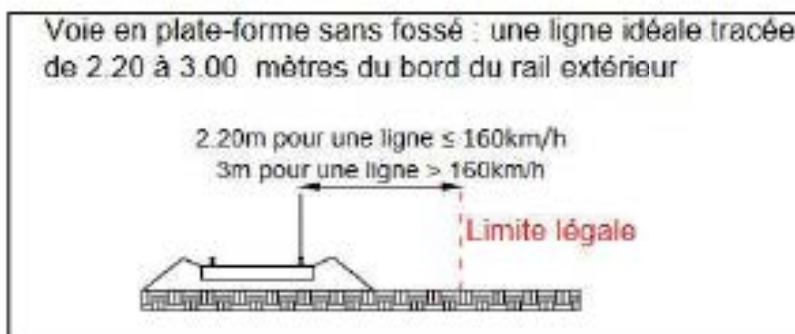 Voie en plate-forme sans fossé : une ligne idéale tracée
de 2.20 à 3.00 mètres du bord du rail extérieur
2.20m pour une ligne ≤ 160km/h
3m pour une ligne > 160km/h
Limite légale